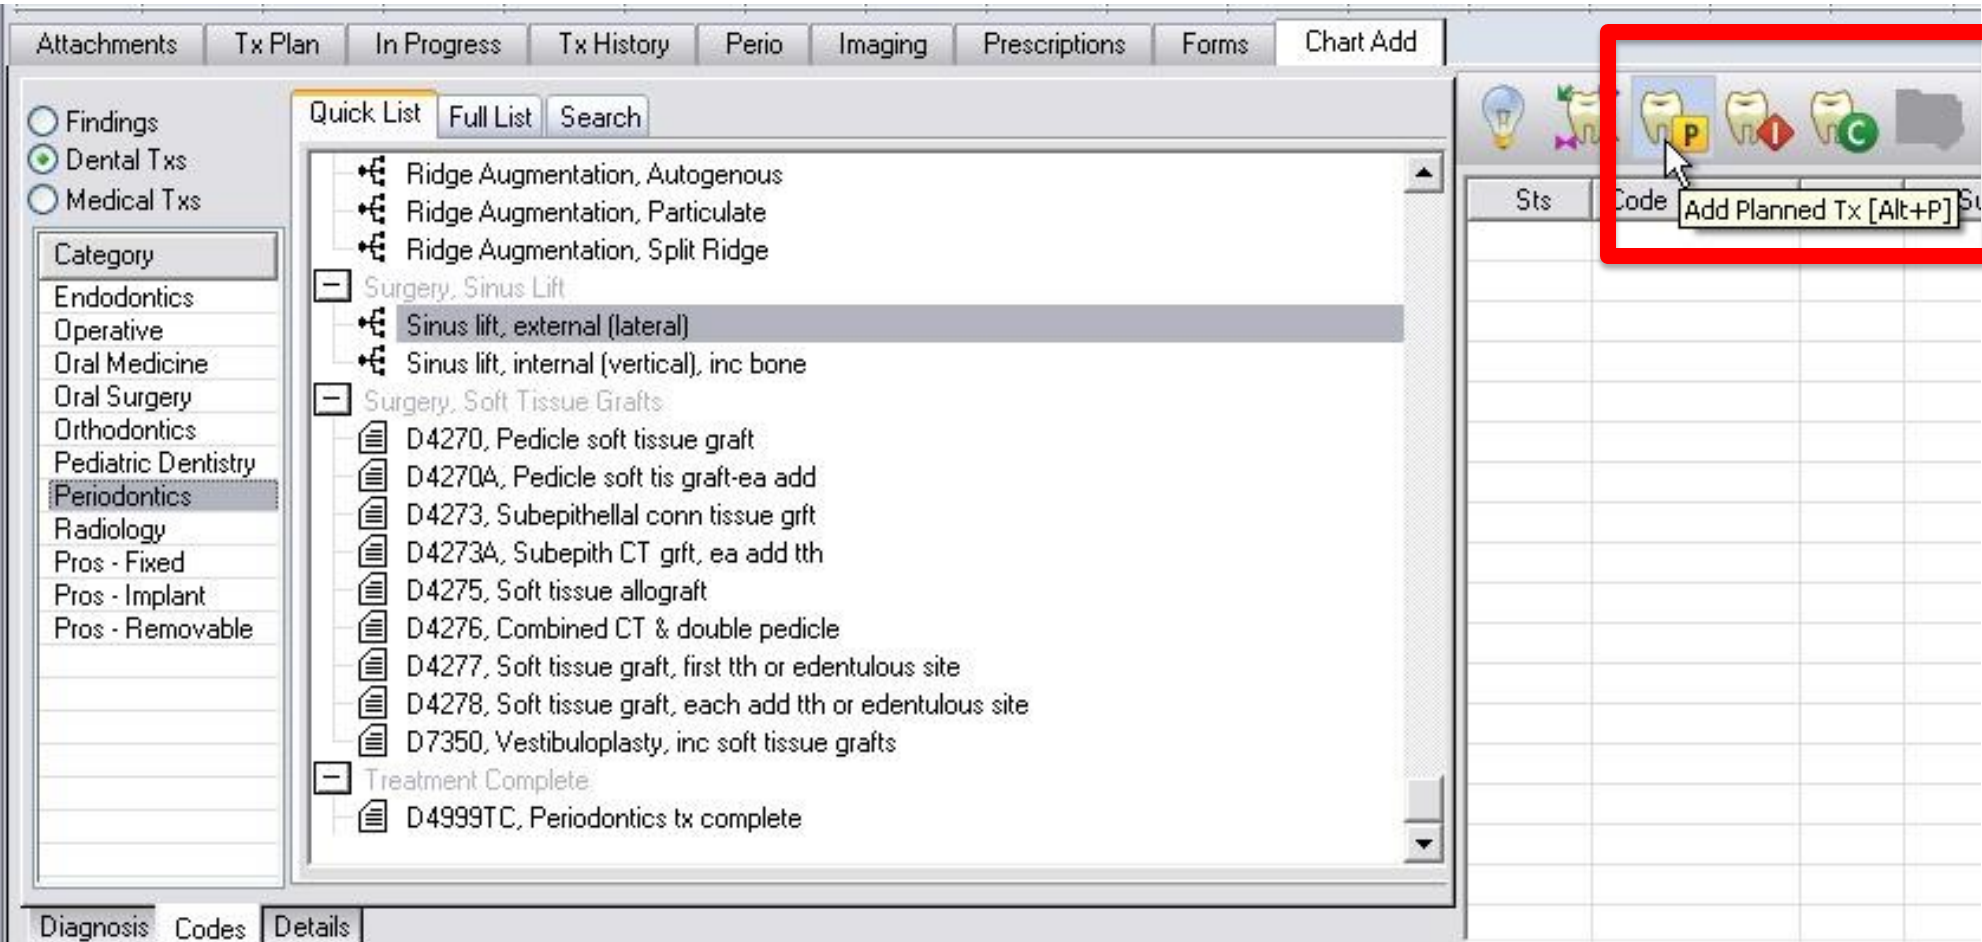 Attachments Tx Plan In Progress Tx History Perio Imaging Prescriptions Forms Chart Add
Findings
Dental Txs
Medical Txs
Category
Endodontics
Operative
Oral Medicine
Oral Surgery
Orthodontics
Pediatric Dentistry
Periodontics
Radiology
Pros - Fixed
Pros - Implant
Pros - Removable
Quick List Full List Search
Ridge Augmentation, Autogenous
Ridge Augmentation, Particulate
Ridge Augmentation, Split Ridge
Surgery, Sinus Lift
Sinus lift, external (lateral)
Sinus lift, internal (vertical), inc bone
Surgery, Soft Tissue Grafts
D4270, Pedicle soft tissue graft
D4270A, Pedicle soft tis graft-ea add
D4273, Subepithellal conn tissue grft
D4273A, Subepith CT grft, ea add tth
D4275, Soft tissue allograft
D4276, Combined CT & double pedicle
D4277, Soft tissue graft, first tth or edentulous site
D4278, Soft tissue graft, each add tth or edentulous site
D7350, Vestibuloplasty, inc soft tissue grafts
Treatment Complete
D4999TC, Periodontics tx complete
P I C
Sts Code Su
Add Planned Tx [Alt+P]
Diagnosis Codes Details